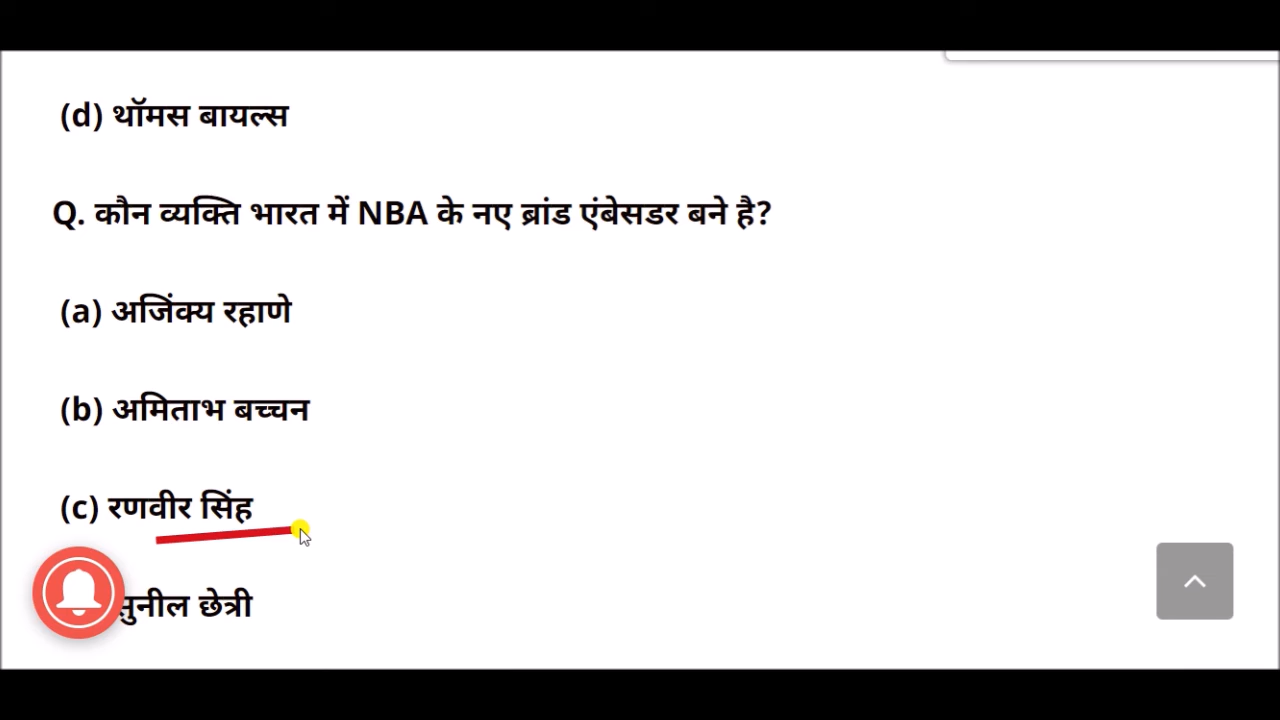 (d) थॉमस बायल्स
Q. कौन व्यक्ति भारत में NBA के नए ब्रांड एंबेसडर बने है?
(a) अजिंक्य रहाणे
(b) अमिताभ बच्चन
(c) रणवीर सिंह
सुनील छेत्री